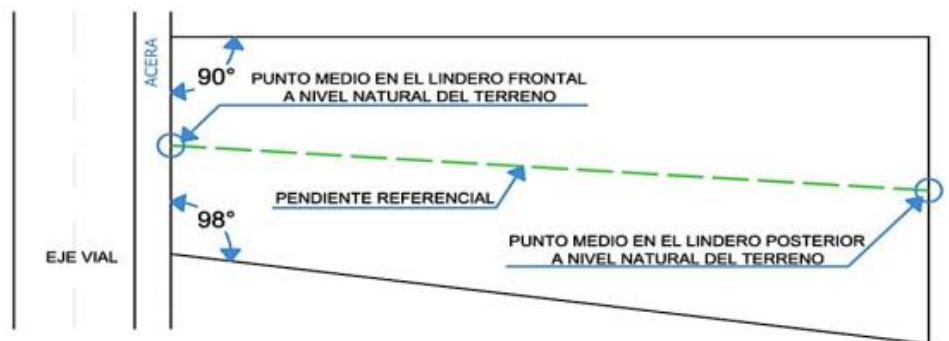 ACERA
90°
PUNTO MEDIO EN EL LINDERO FRONTAL
A NIVEL NATURAL DEL TERRENO
PENDIENTE REFERENCIAL
98°
EJE VIAL
PUNTO MEDIO EN EL LINDERO POSTERIOR
A NIVEL NATURAL DEL TERRENO